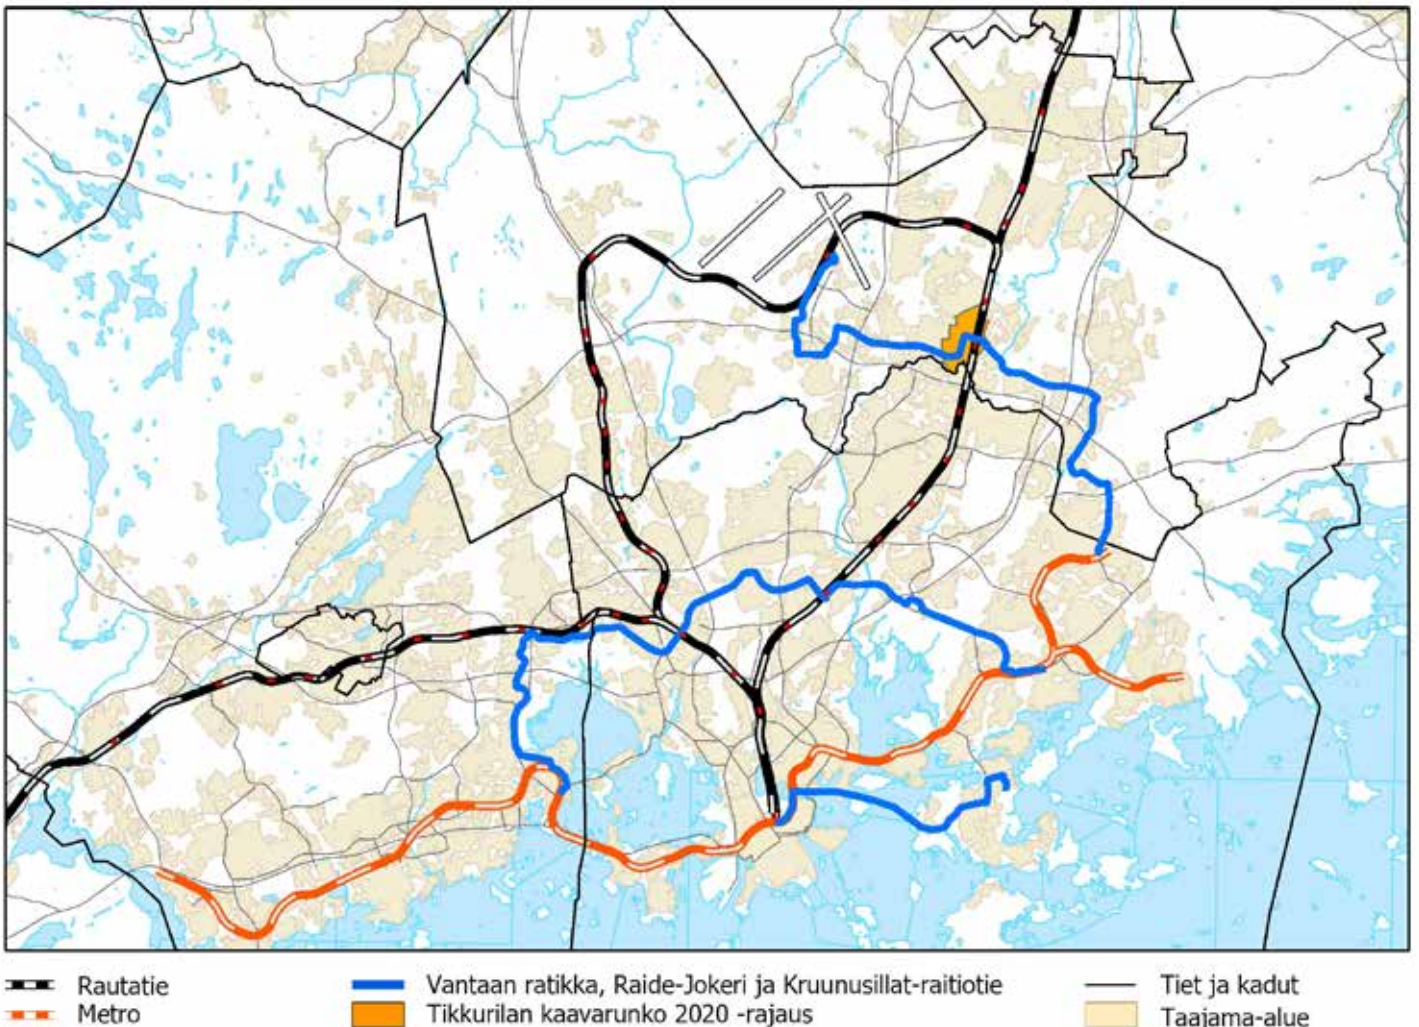 Rautatie
Metro
Vantaan ratikka, Raide-Jokeri ja Kruunusillat-raitiotie
Tikkurilan kaavarunko 2020 -rajaus
Tiet ja kadut
Taajama-alue